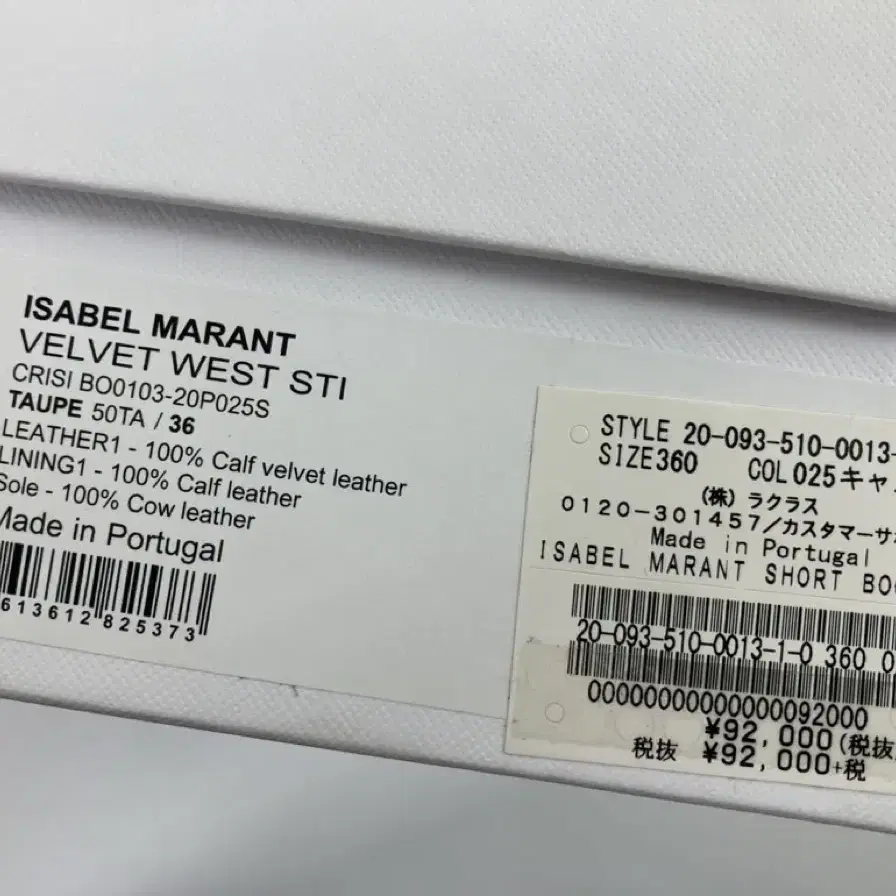 ISABEL MARANT
VELVET WEST STI
CRISI BO0103-20P025S
TAUPE 50TA / 36
LEATHER1 - 100% Calf velvet leather
LINING1 - 100% Calf leather
Sole - 100% Cow leather
Made in Portugal
613612 825373
STYLE 20-093-510-0013-
SIZE360 COL025キャ
(株) ラクラス
0120-301457/カスタマーサ
Made in Portugal
ISABEL MARANT SHORT
20-093-510-0013-1-0 360
00000000000000092000
¥92,000(税抜
税抜 ¥92,000+税